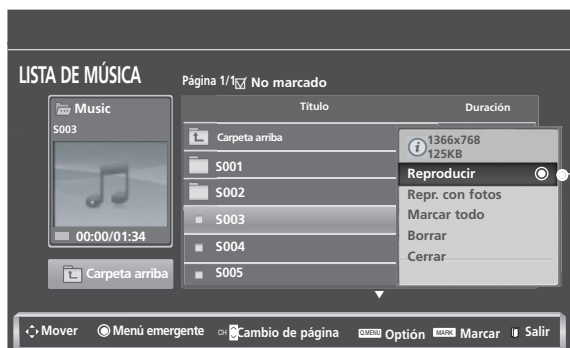 LISTA DE MÚSICA
Página 1/1 No marcado
Music
S003
00:00/01:34
Carpeta arriba
Título Duración
Carpeta arriba
S001
S002
S003
S004
S005
1366x768
125KB
Reproducir
Repr. con fotos
Marcar todo
Borrar
Cerrar
Mover Menú emergente CH Cambio de página Q.MENU Optión MARK Marcar Salir